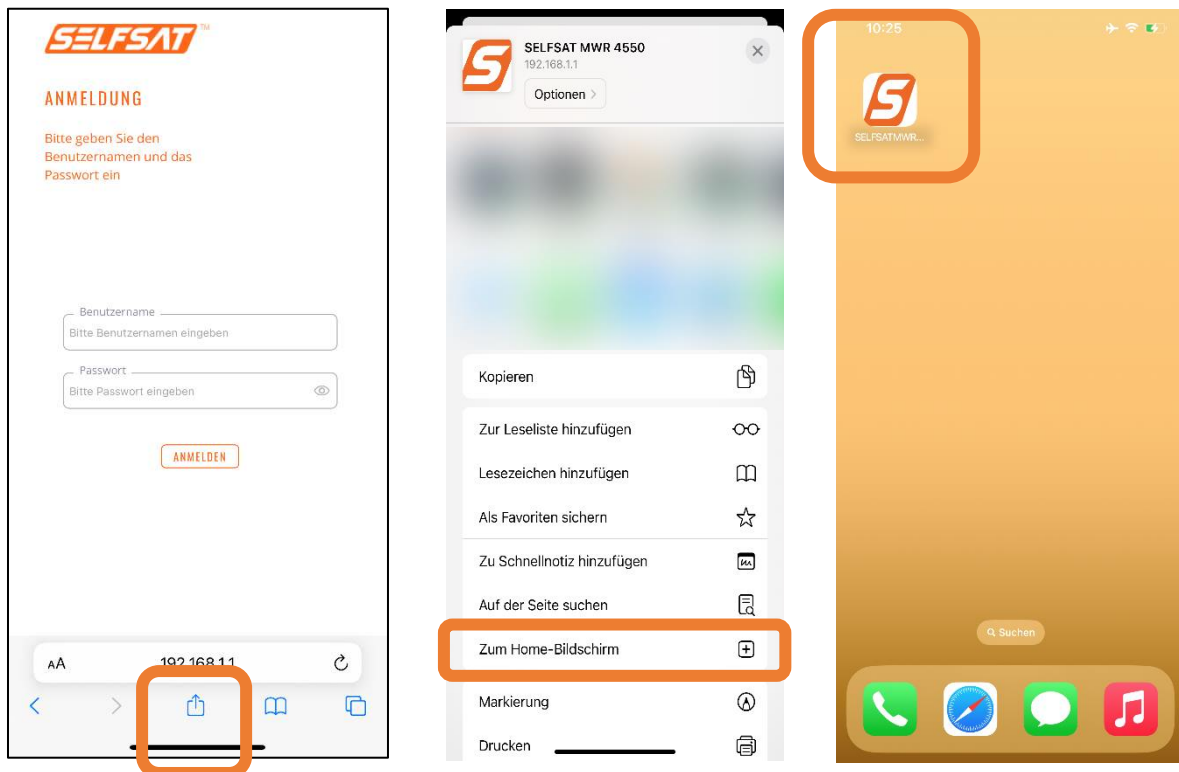 SELFSAT™
ANMELDUNG
Bitte geben Sie den
Benutzernamen und das
Passwort ein
Benutzername
Bitte Benutzernamen eingeben
Passwort
Bitte Passwort eingeben
ANMELDEN
AA
192.168.1.1
S
SELFSAT MWR 4550
192.168.1.1
Optionen >
Kopieren
Zur Leseliste hinzufügen
Lesezeichen hinzufügen
Als Favoriten sichern
Zu Schnellnotiz hinzufügen
Auf der Seite suchen
Zum Home-Bildschirm
Markierung
Drucken
10:25
S
SELFSATMWR...
Suchen